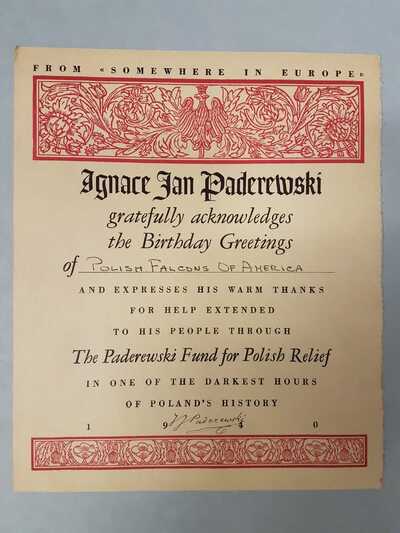 FROM «SOMEWHERE IN EUROPE»
Ignace Jan Paderewski
gratefully acknowledges
the Birthday Greetings
of POLISH FALCONS OF AMERICA
AND EXPRESSES HIS WARM THANKS
FOR HELP EXTENDED
TO HIS PEOPLE THROUGH
The Paderewski Fund for Polish Relief
IN ONE OF THE DARKEST HOURS
OF POLAND'S HISTORY
1 9 4 0
I J Paderewski